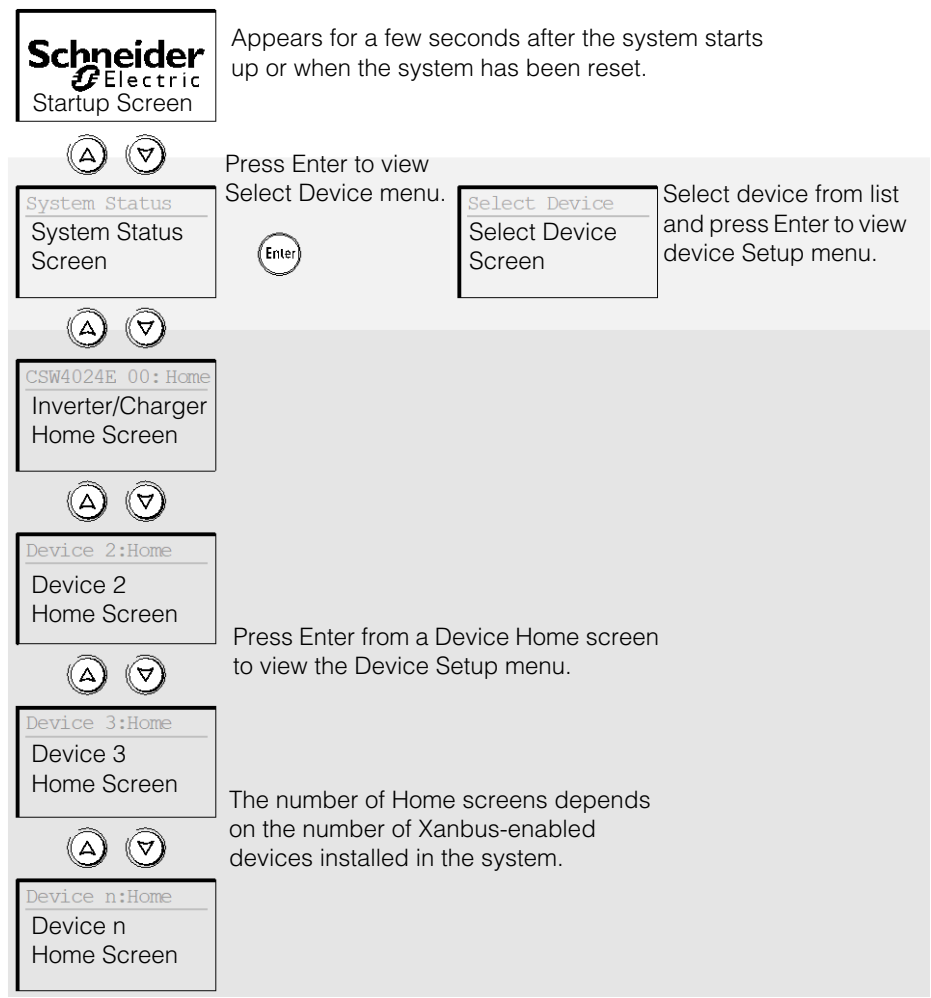 Schneider
Electric
Startup Screen
Appears for a few seconds after the system starts
up or when the system has been reset.
Press Enter to view
Select Device menu.
System Status
System Status
Screen
Enter
Select Device
Select Device
Screen
Select device from list
and press Enter to view
device Setup menu.
CSW4024E 00: Home
Inverter/Charger
Home Screen
Device 2:Home
Device 2
Home Screen
Press Enter from a Device Home screen
to view the Device Setup menu.
Device 3:Home
Device 3
Home Screen
The number of Home screens depends
on the number of Xanbus-enabled
devices installed in the system.
Device n:Home
Device n
Home Screen